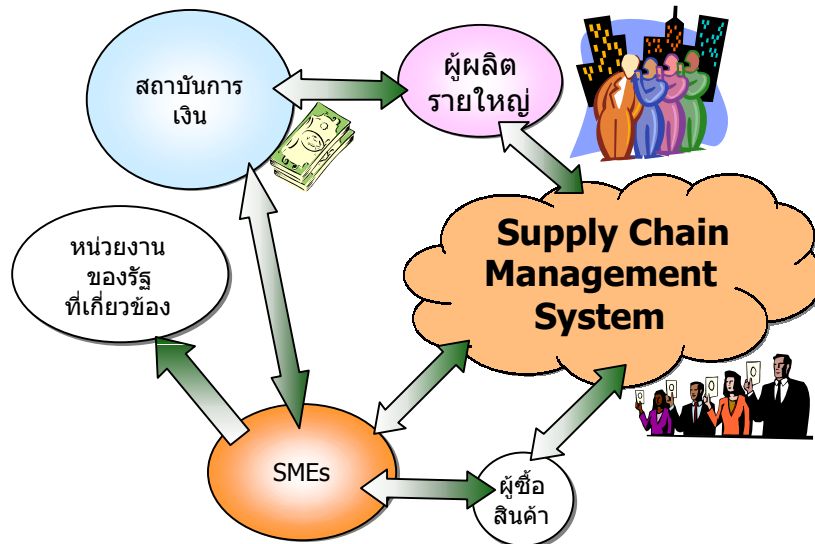 สถาบันการ
เงิน
ผู้ผลิต
รายใหญ่
หน่วยงาน
ของรัฐ
ที่เกี่ยวข้อง
Supply Chain
Management
System
SMEs
ผู้ซื้อ
สินค้า